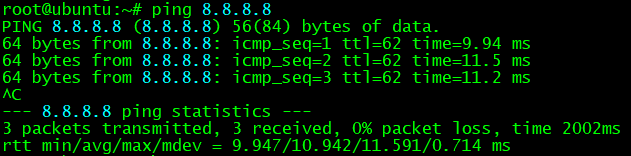 root@ubuntu:~# ping 8.8.8.8
PING 8.8.8.8 (8.8.8.8) 56(84) bytes of data.
64 bytes from 8.8.8.8: icmp_seq=1 ttl=62 time=9.94 ms
64 bytes from 8.8.8.8: icmp_seq=2 ttl=62 time=11.5 ms
64 bytes from 8.8.8.8: icmp_seq=3 ttl=62 time=11.2 ms
^C
--- 8.8.8.8 ping statistics ---
3 packets transmitted, 3 received, 0% packet loss, time 2002ms
rtt min/avg/max/mdev = 9.947/10.942/11.591/0.714 ms